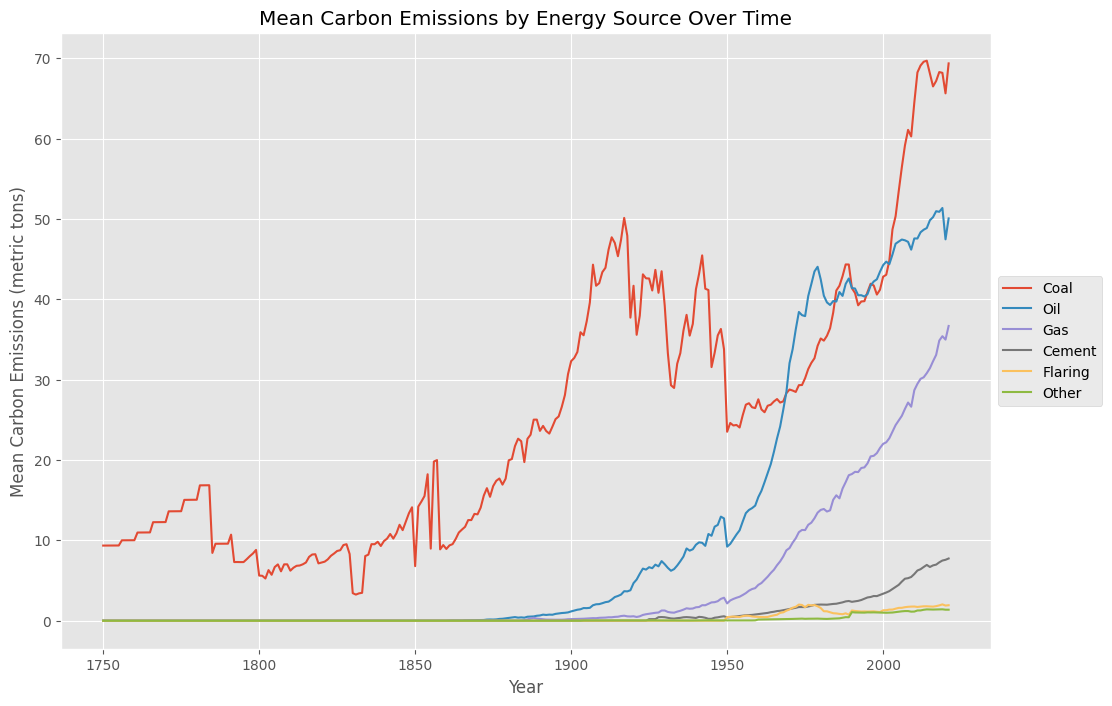 Mean Carbon Emissions by Energy Source Over Time
Mean Carbon Emissions (metric tons)
70
60
50
40
30
20
10
0
1750
1800
1850
1900
1950
2000
Year
Coal
Oil
Gas
Cement
Flaring
Other